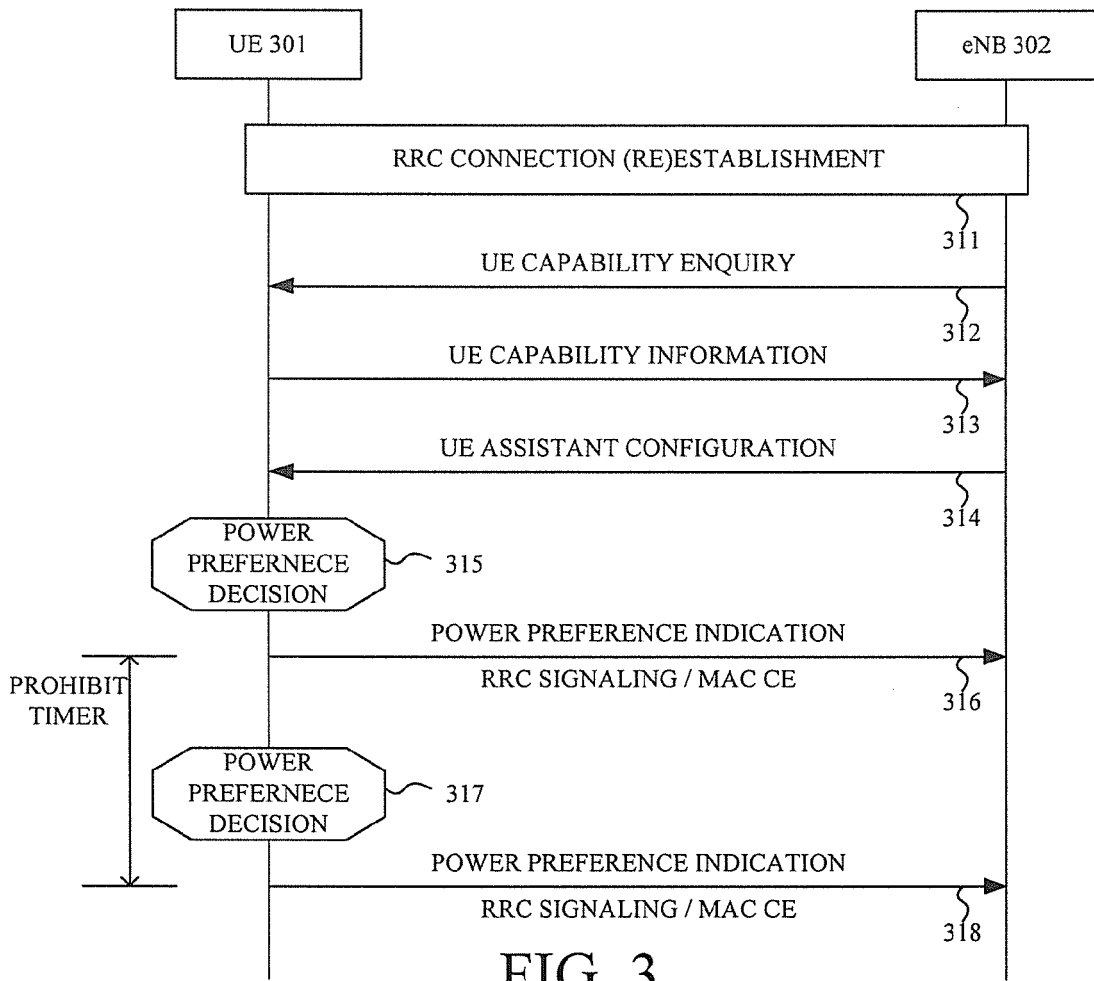 UE 301
eNB 302
RRC CONNECTION (RE)ESTABLISHMENT
311
UE CAPABILITY ENQUIRY
312
UE CAPABILITY INFORMATION
313
UE ASSISTANT CONFIGURATION
314
POWER
PREFERNECE
DECISION
315
POWER PREFERENCE INDICATION
RRC SIGNALING / MAC CE
316
PROHIBIT
TIMER
POWER
PREFERNECE
DECISION
317
POWER PREFERENCE INDICATION
RRC SIGNALING / MAC CE
318
FIG. 3